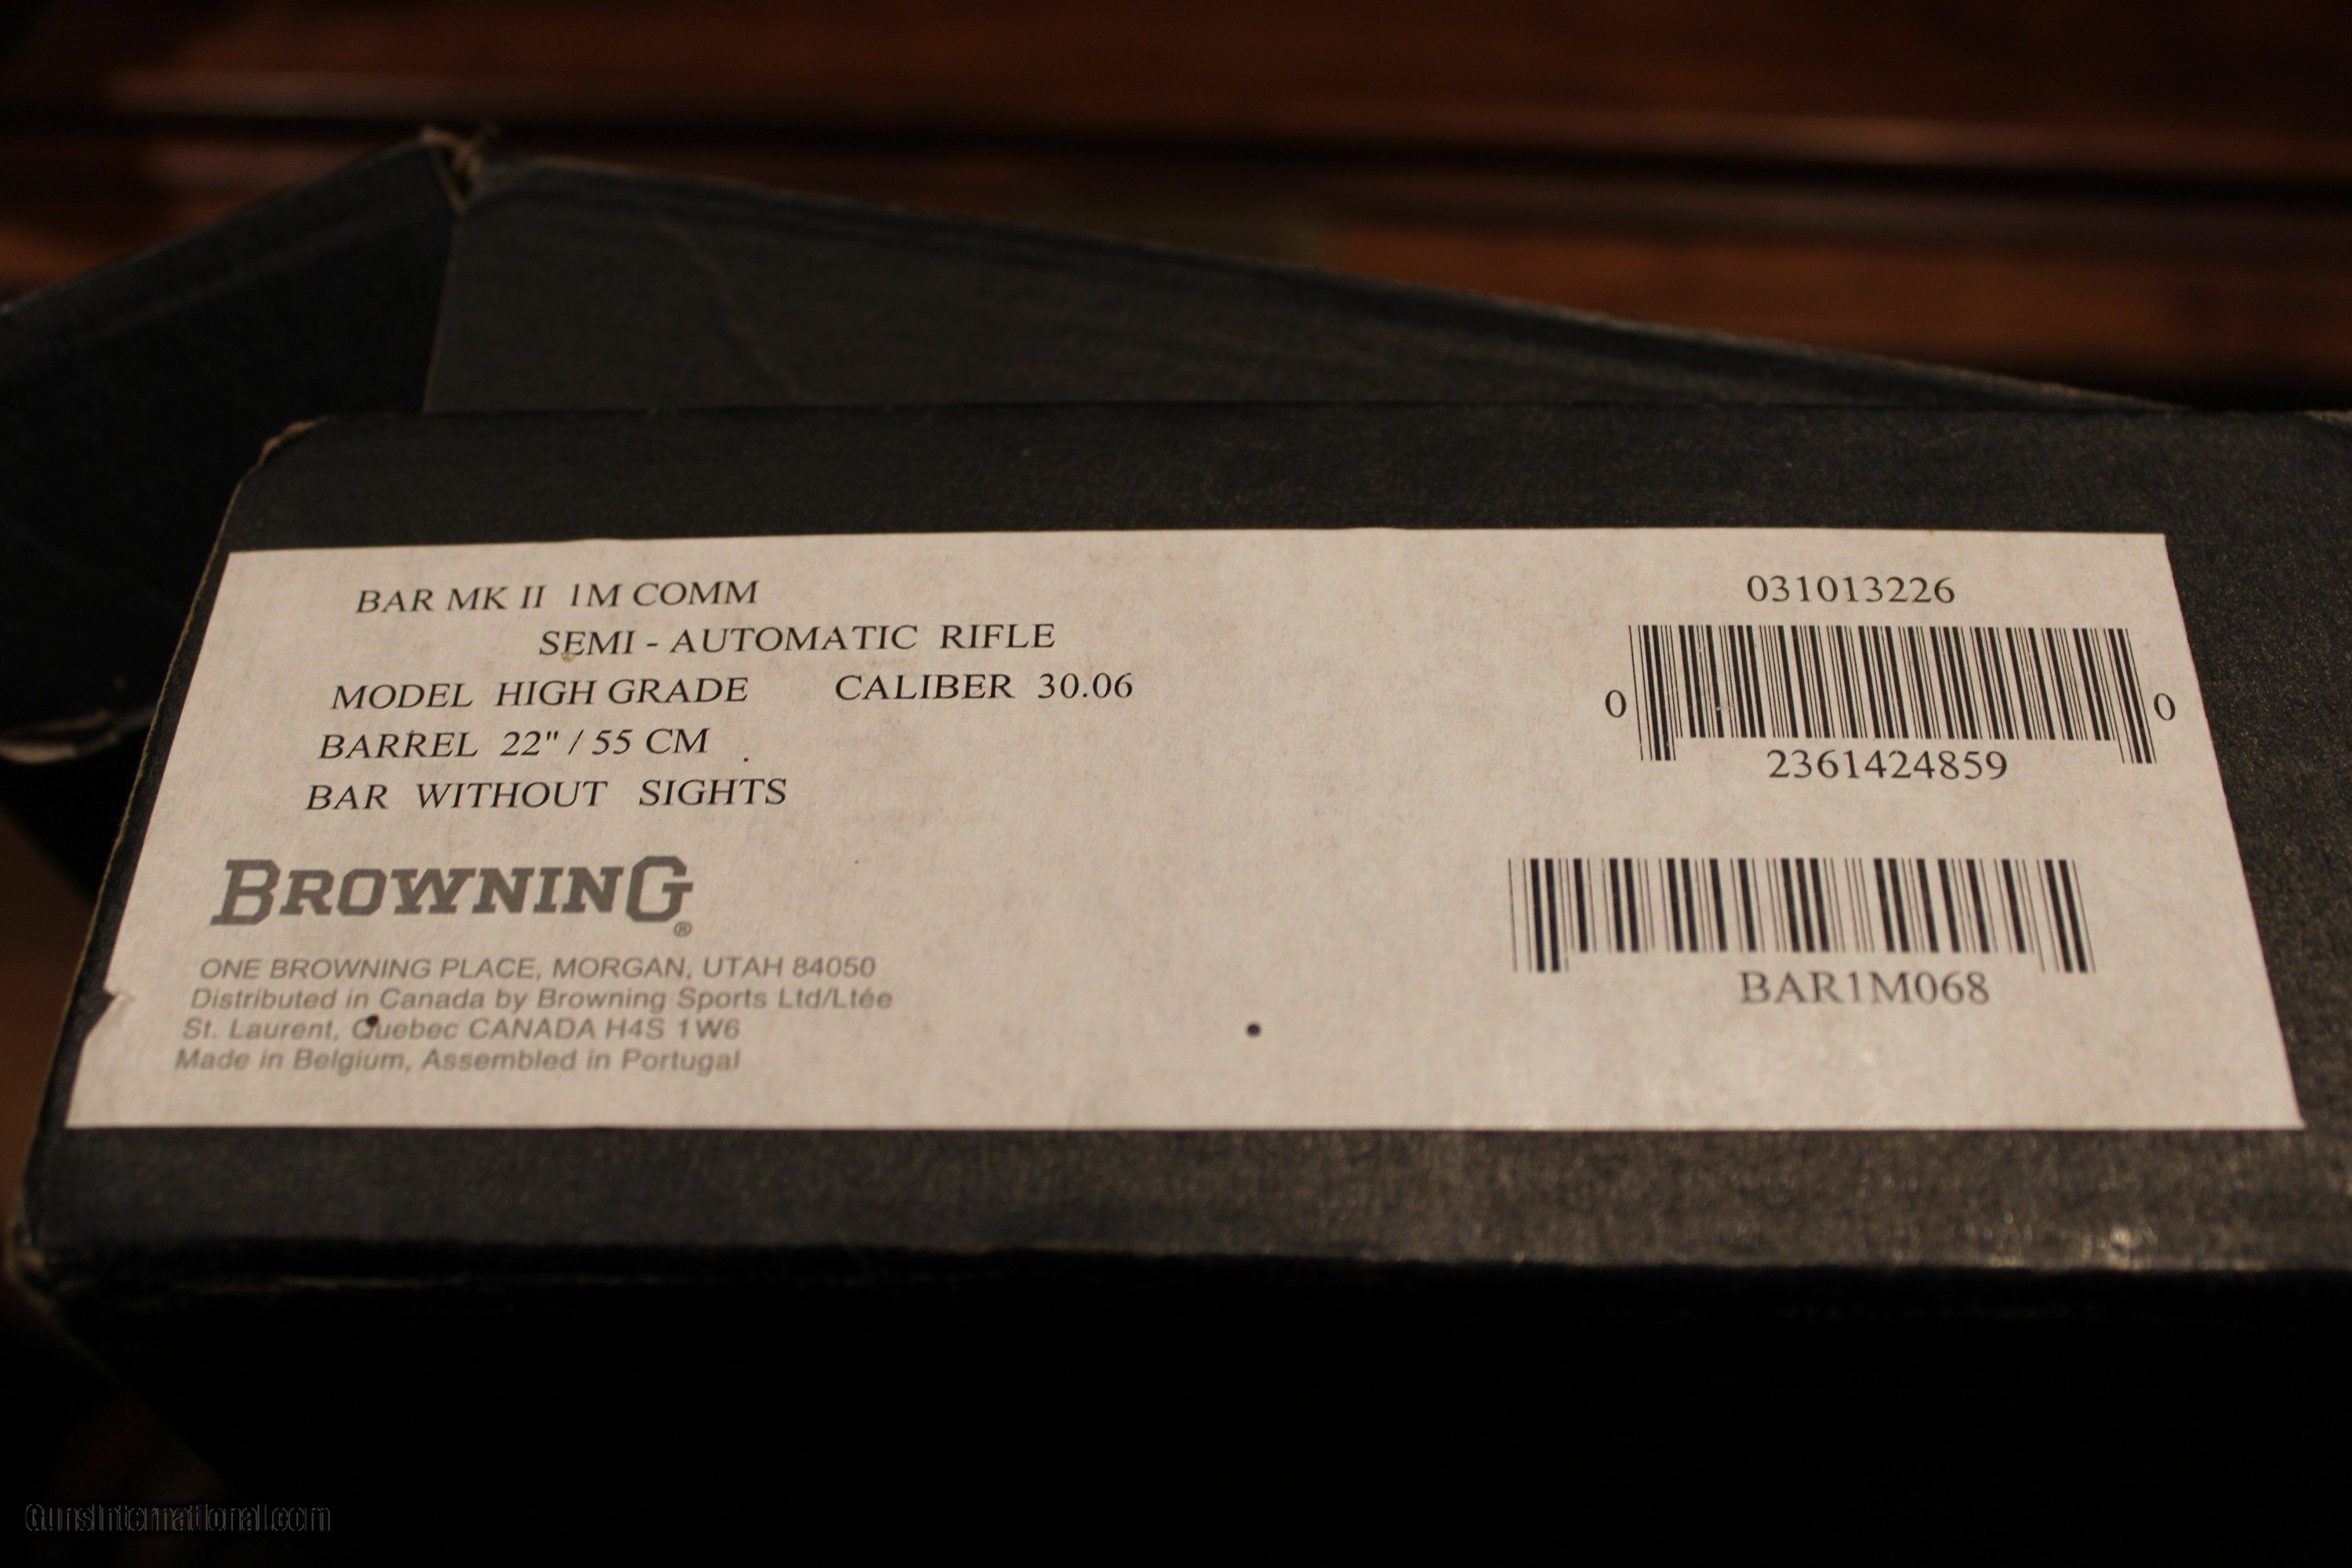 BAR MK II 1M COMM
SEMI - AUTOMATIC RIFLE
MODEL HIGH GRADE CALIBER 30.06
BARREL 22" / 55 CM
BAR WITHOUT SIGHTS
BROWNING®
ONE BROWNING PLACE, MORGAN, UTAH 84050
Distributed in Canada by Browning Sports Ltd/Ltée
St. Laurent, Quebec CANADA H4S 1W6
Made in Belgium, Assembled in Portugal
031013226
0 0
2361424859
BAR1M068
GunsInternational.com